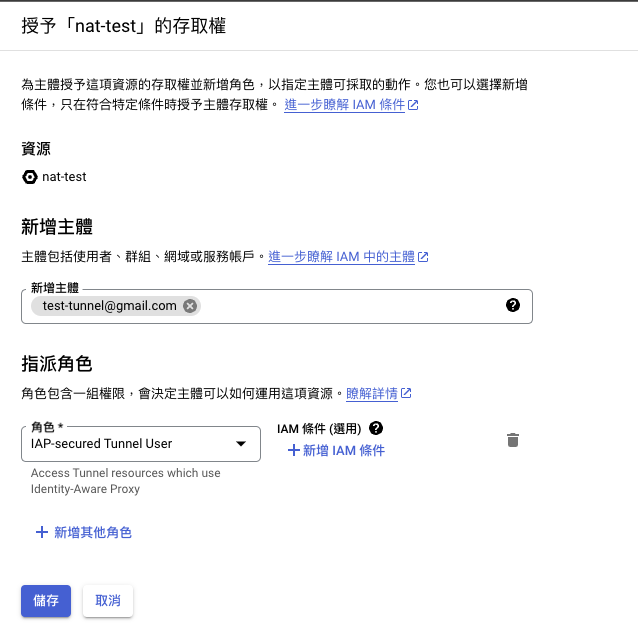 授予「nat-test」的存取權
為主體授予這項資源的存取權並新增角色，以指定主體可採取的動作。您也可以選擇新增
條件，只在符合特定條件時授予主體存取權。 進一步瞭解 IAM 條件
資源
nat-test
新增主體
主體包括使用者、群組、網域或服務帳戶。進一步瞭解 IAM 中的主體
新增主體
test-tunnel@gmail.com
指派角色
角色包含一組權限，會決定主體可以如何運用這項資源。瞭解詳情
角色 *
IAP-secured Tunnel User
IAM 條件 (選用)
新增 IAM 條件
Access Tunnel resources which use
Identity-Aware Proxy
新增其他角色
儲存
取消